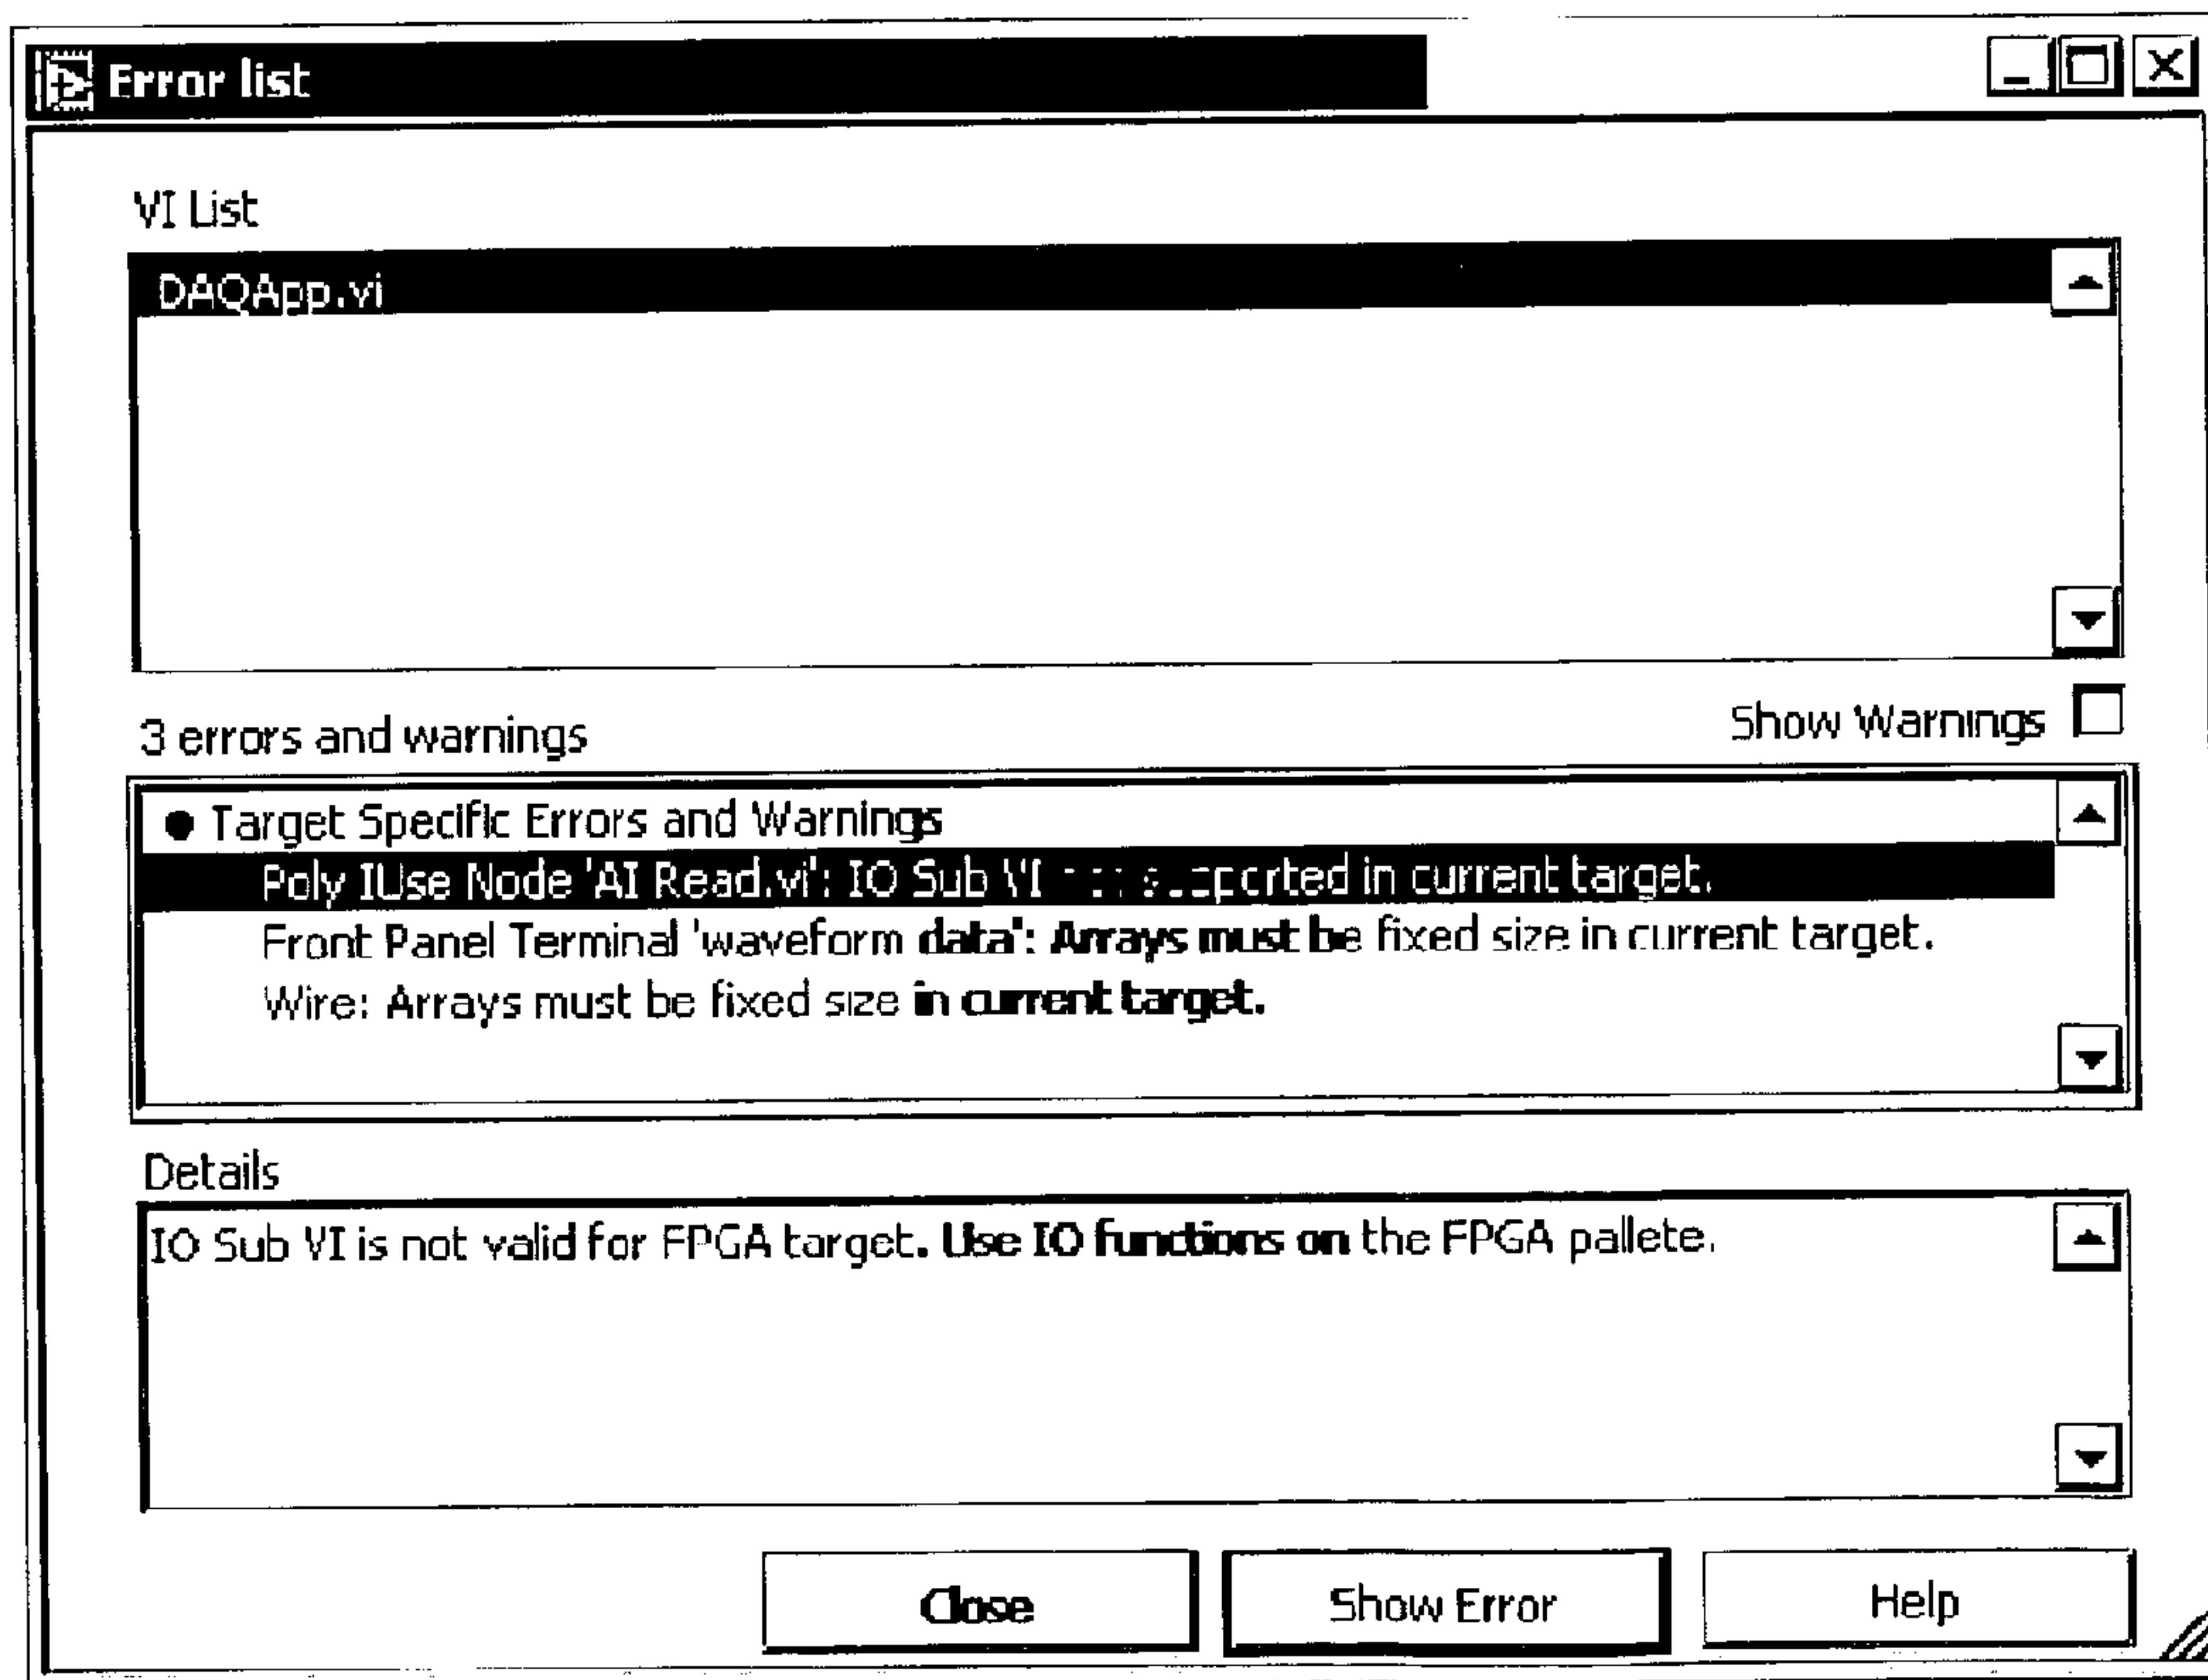 Error list
VI List
DAQApp.vi
3 errors and warnings
Show Warnings
Target Specific Errors and Warnings
Poly IUse Node 'AI Read.vi': IO Sub VI in current target.
Front Panel Terminal 'waveform data': Arrays must be fixed size in current target.
Wire: Arrays must be fixed size in current target.
Details
IO Sub VI is not valid for FPGA target. Use IO functions on the FPGA pallete.
Close
Show Error
Help